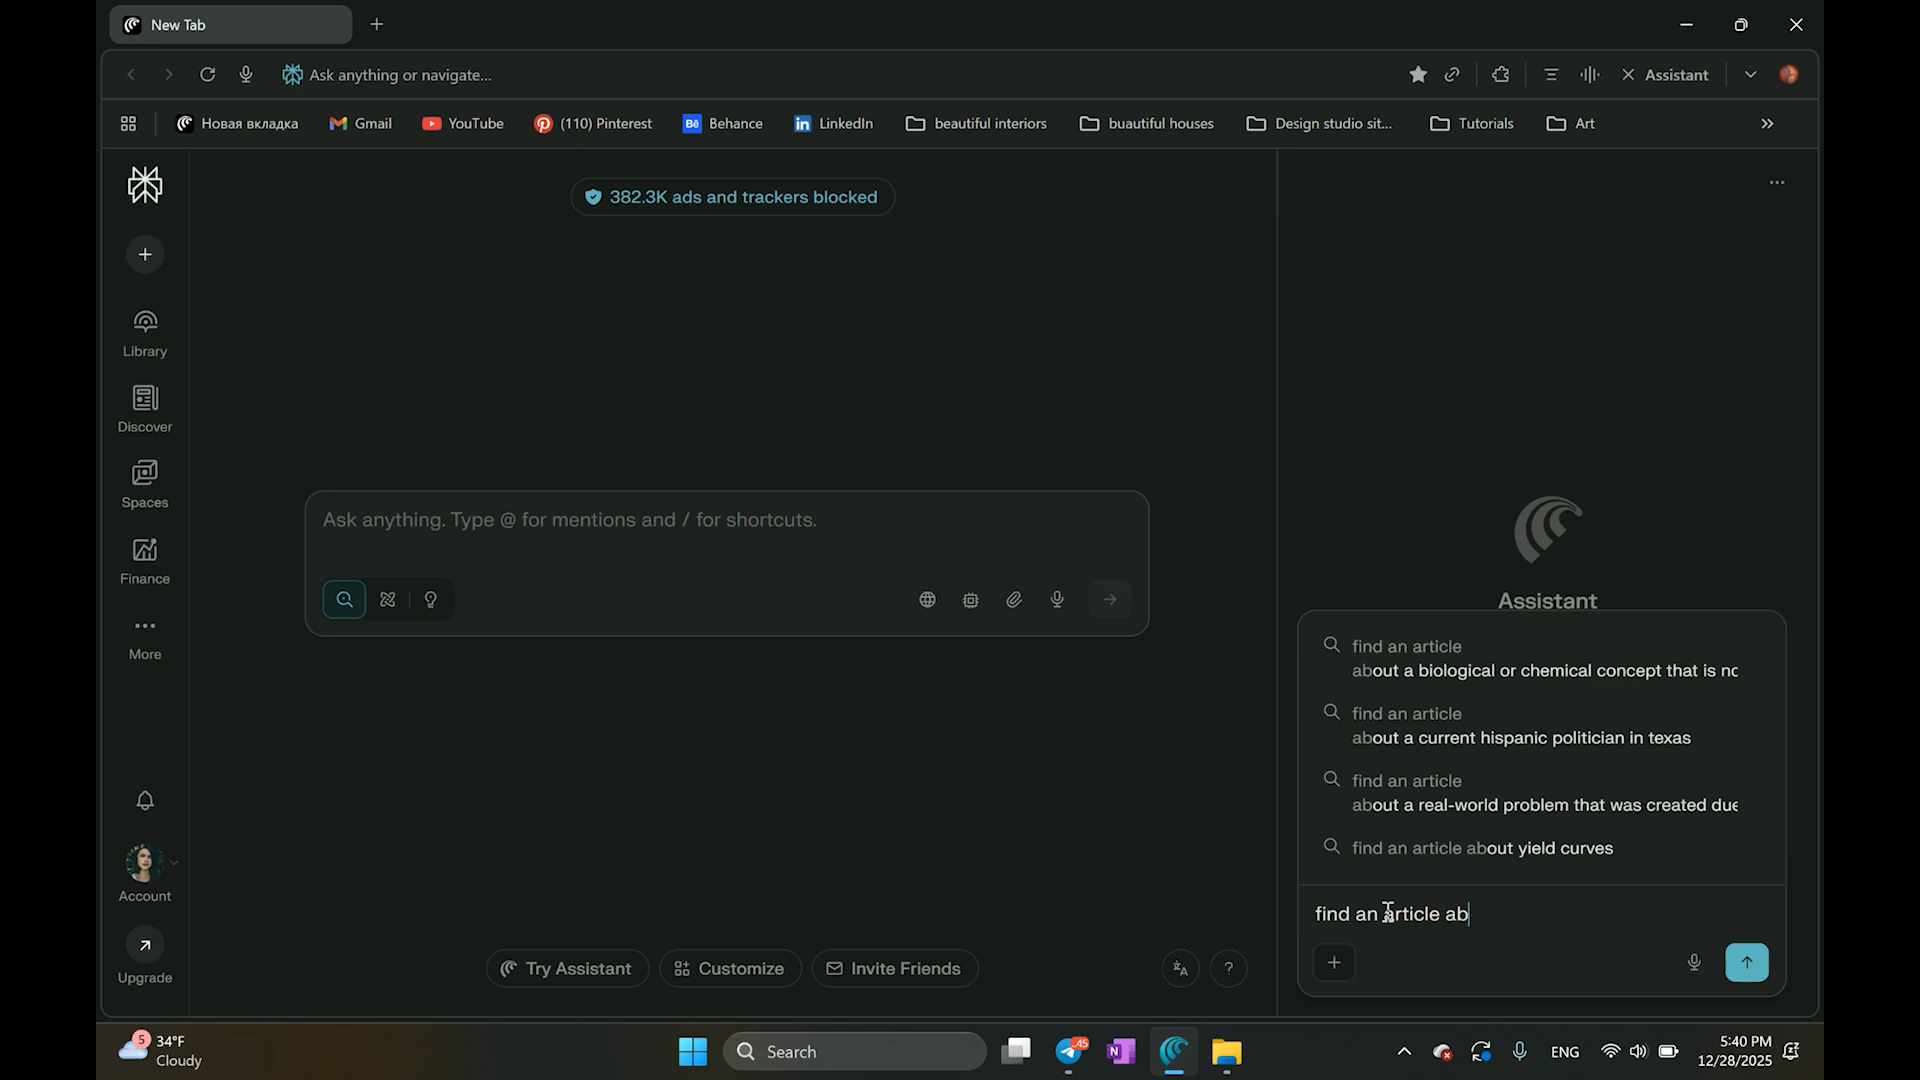 New Tab
Ask anything or navigate...
Assistant
Новая вкладка
Gmail
YouTube
(110) Pinterest
Bē Behance
in LinkedIn
beautiful interiors
buautiful houses
Design studio sit...
Tutorials
Art
382.3K ads and trackers blocked
Library
Discover
Spaces
Finance
More
Account
Upgrade
Ask anything. Type @ for mentions and / for shortcuts.
Try Assistant
Customize
Invite Friends
Assistant
find an article
about a biological or chemical concept that is nc
find an article
about a current hispanic politician in texas
find an article
about a real-world problem that was created due
find an article about yield curves
find an article ab
5
34°F
Cloudy
Search
45
N
ENG
5:40 PM
12/28/2025